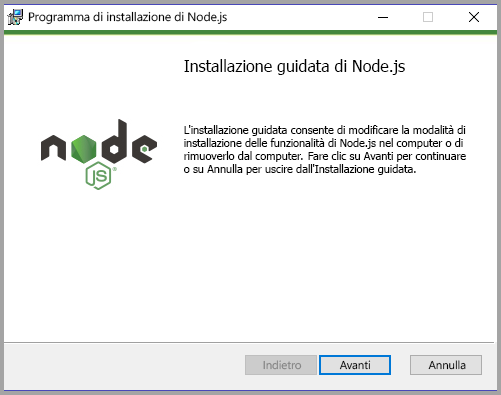 Programma di installazione di Node.js
Installazione guidata di Node.js
L'installazione guidata consente di modificare la modalità di
installazione delle funzionalità di Node.js nel computer o di
rimuoverlo dal computer. Fare clic su Avanti per continuare
o su Annulla per uscire dall'Installazione guidata.
node
JS®
Indietro
Avanti
Annulla